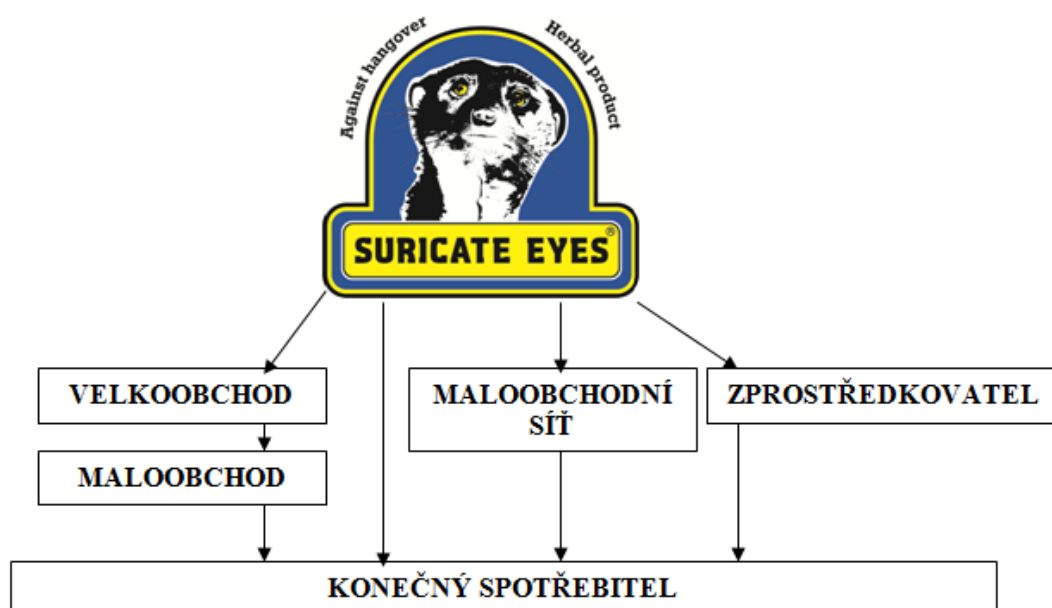 Against hangover
Herbal product
SURICATE EYES®
VELKOOBCHOD
MALOOBCHODNÍ
SÍŤ
ZPROSTŘEDKOVATEL
MALOOBCHOD
KONEČNÝ SPOTŘEBITEL